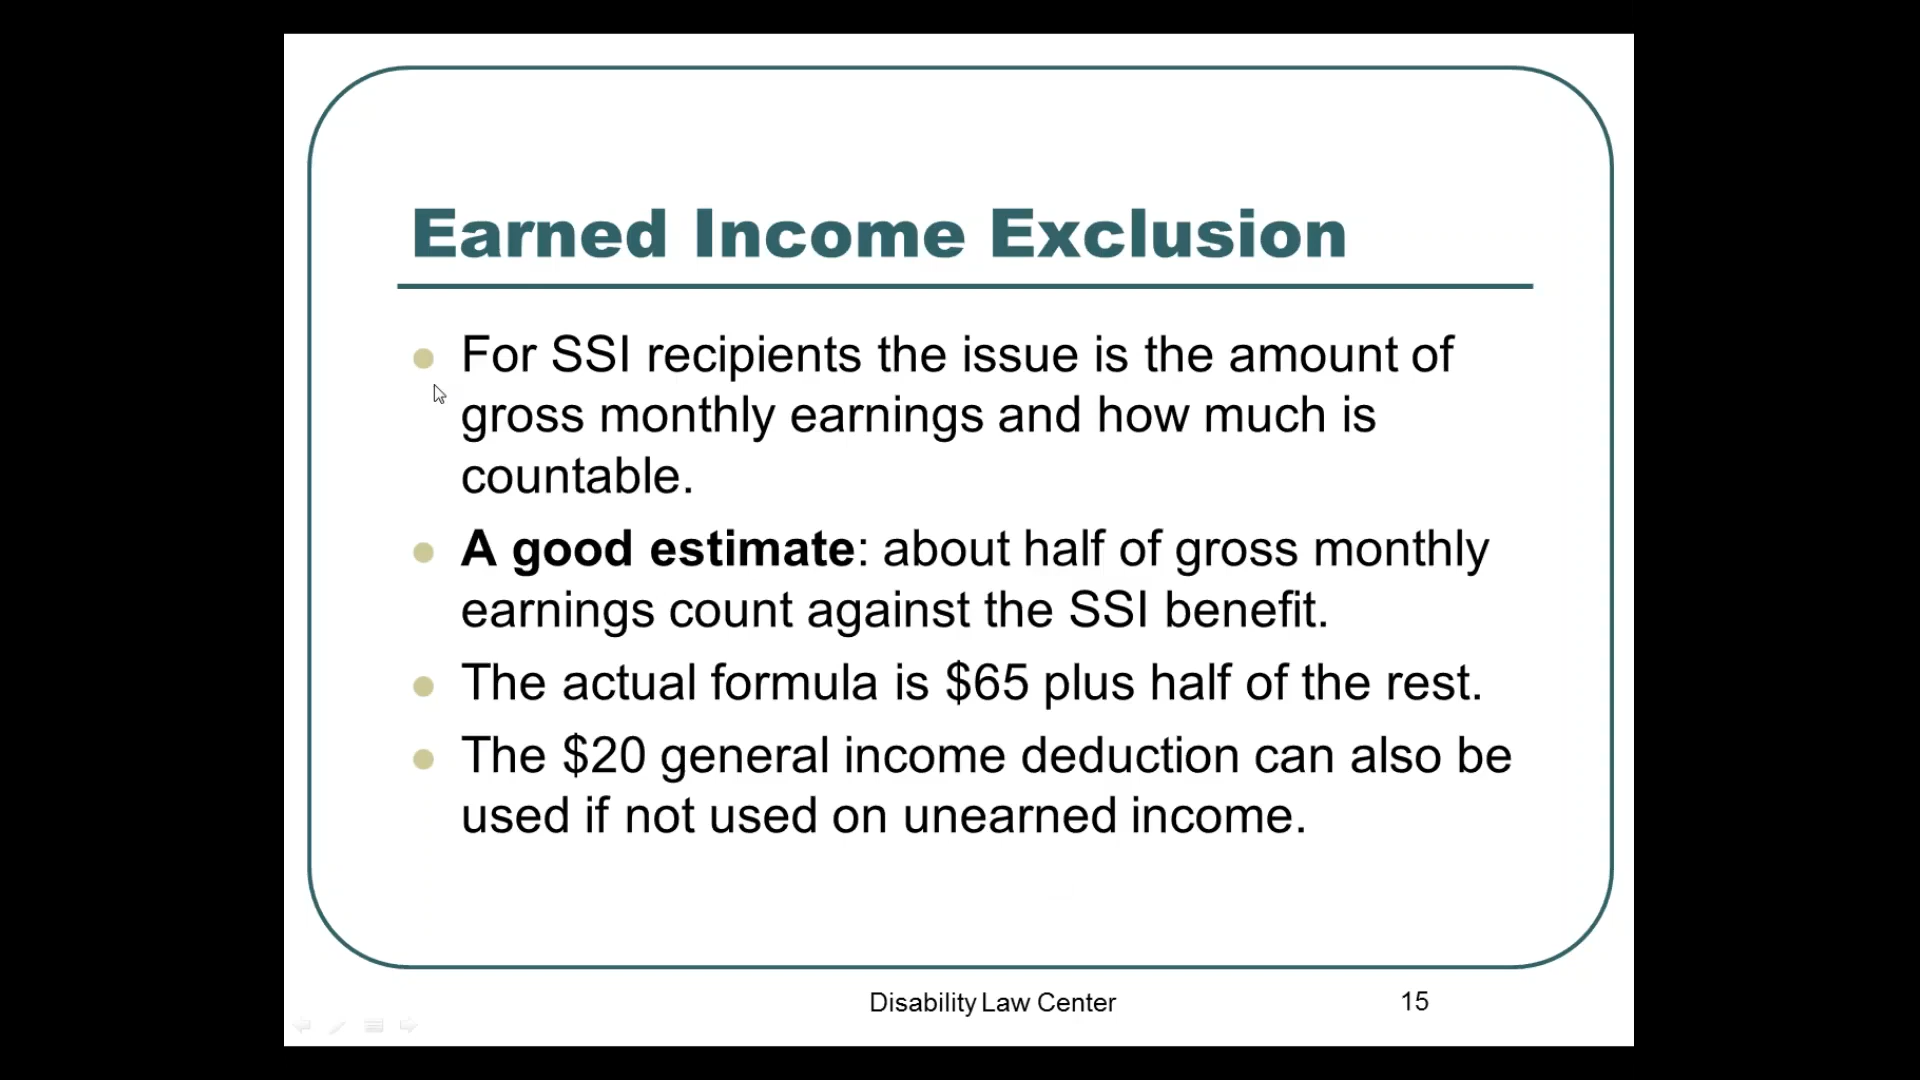 Earned Income Exclusion
For SSI recipients the issue is the amount of
gross monthly earnings and how much is
countable.
A good estimate: about half of gross monthly
earnings count against the SSI benefit.
The actual formula is $65 plus half of the rest.
The $20 general income deduction can also be
used if not used on unearned income.
Disability Law Center
15